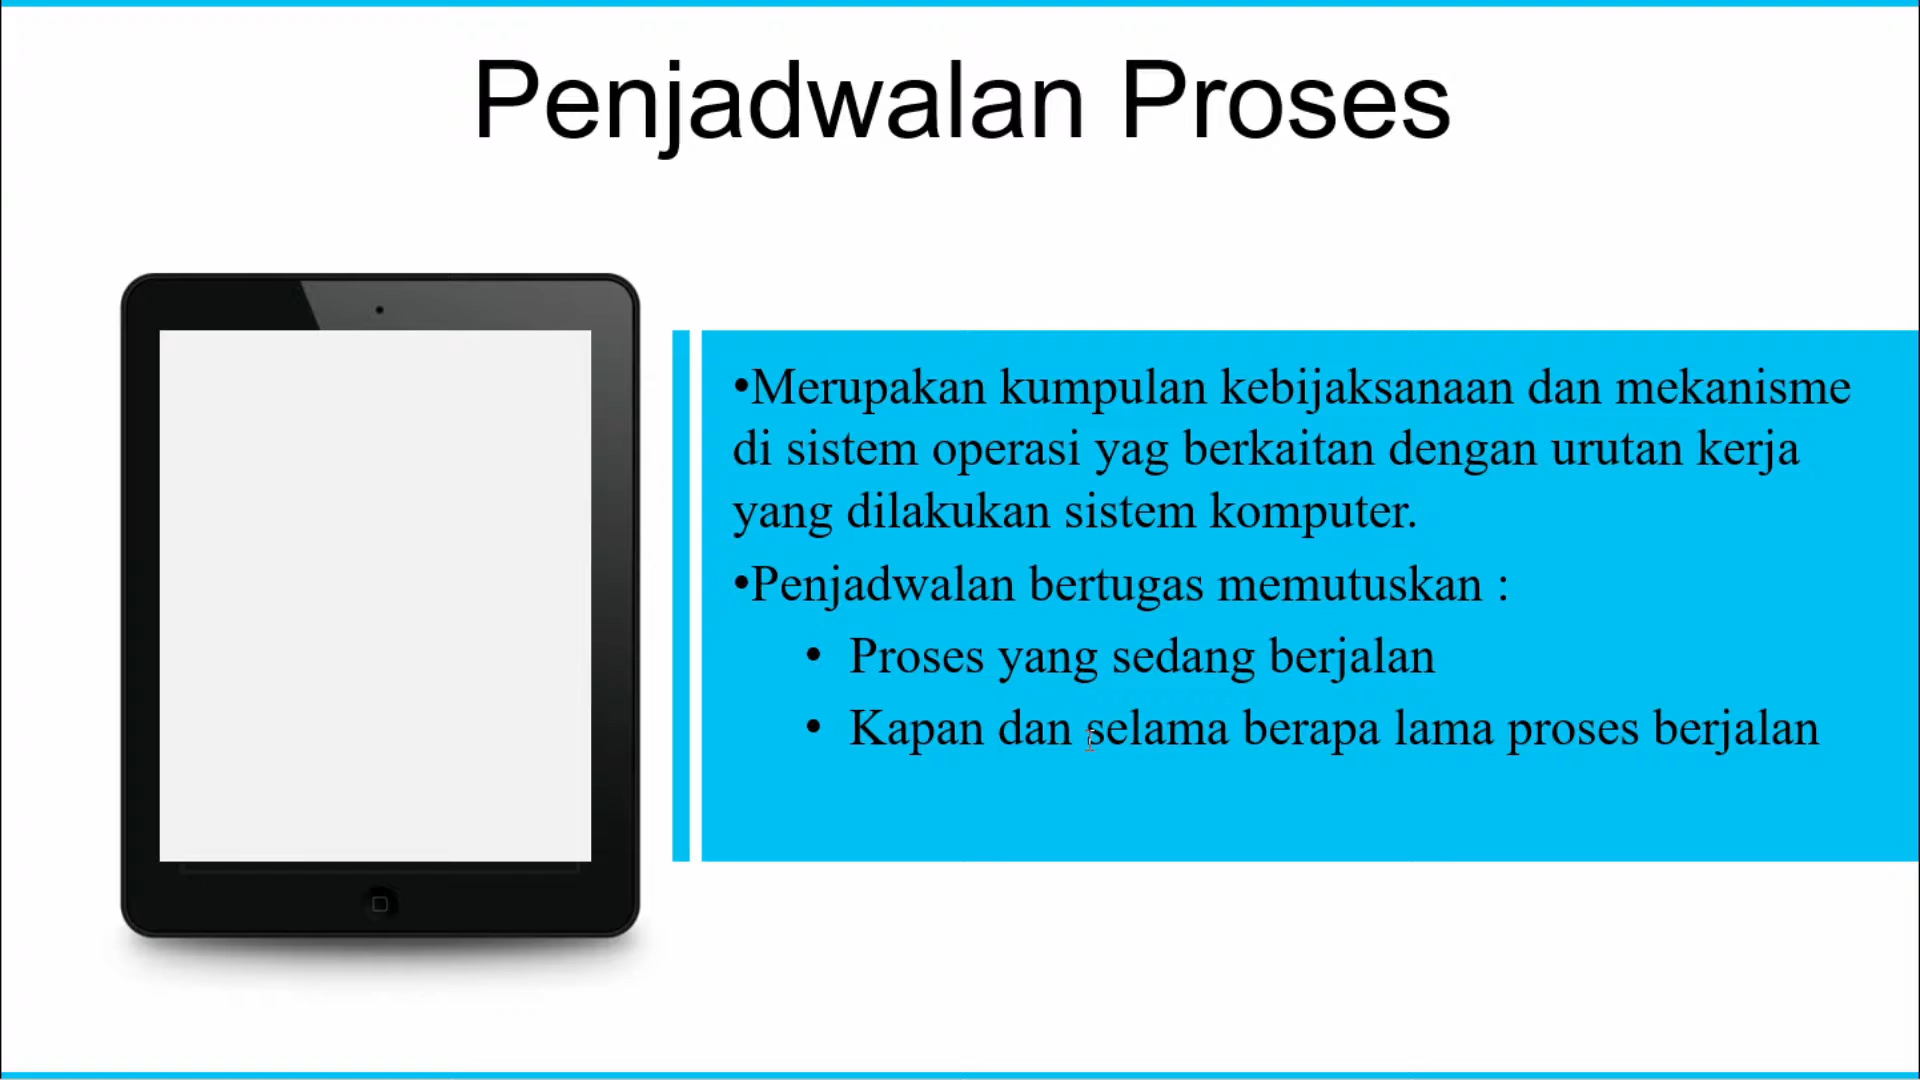 Penjadwalan Proses
•Merupakan kumpulan kebijaksanaan dan mekanisme
di sistem operasi yag berkaitan dengan urutan kerja
yang dilakukan sistem komputer.
•Penjadwalan bertugas memutuskan :
• Proses yang sedang berjalan
• Kapan dan selama berapa lama proses berjalan